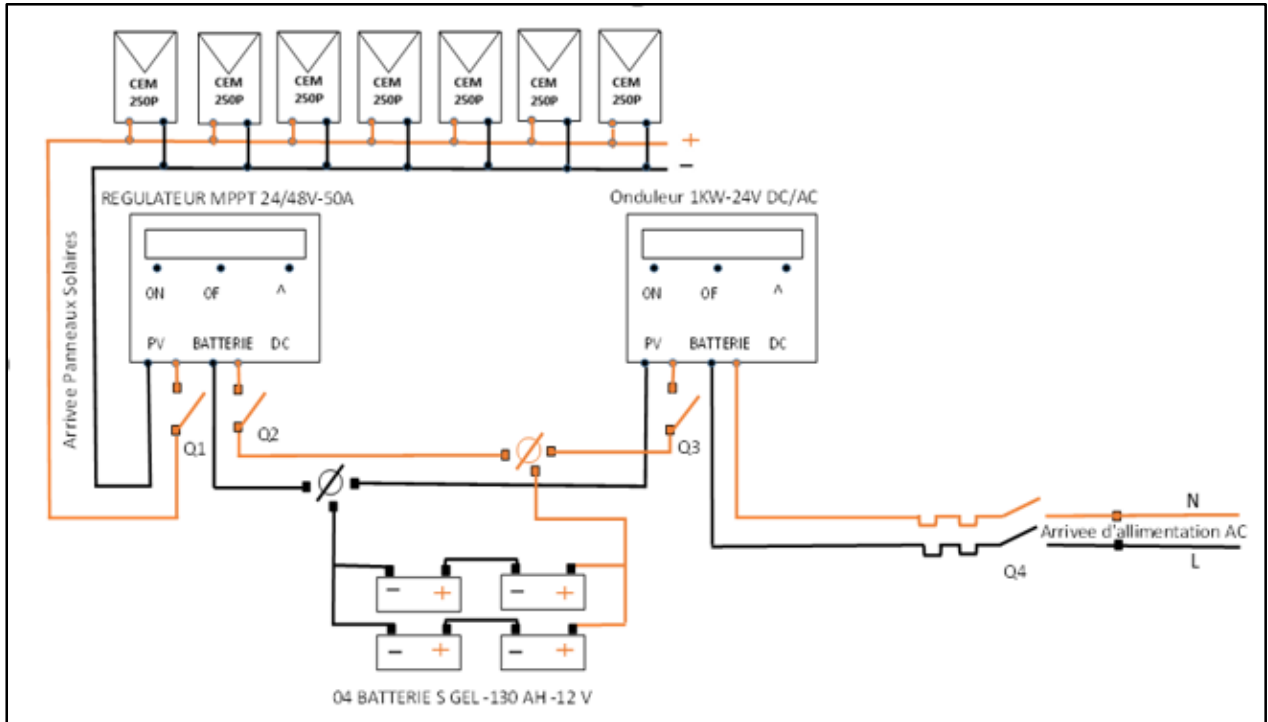 CEM
250P
CEM
250P
CEM
250P
CEM
250P
CEM
250P
CEM
250P
CEM
250P
+
−
REGULATEUR MPPT 24/48V-50A
Onduleur 1KW-24V DC/AC
Arrivee Panneaux Solaires
ON OF ^
PV BATTERIE DC
ON OF ^
PV BATTERIE DC
Q1
Q2
Q3
N
Arrivee d'allimentation AC
L
Q4
− + − +
− + − +
04 BATTERIE S GEL -130 AH -12 V